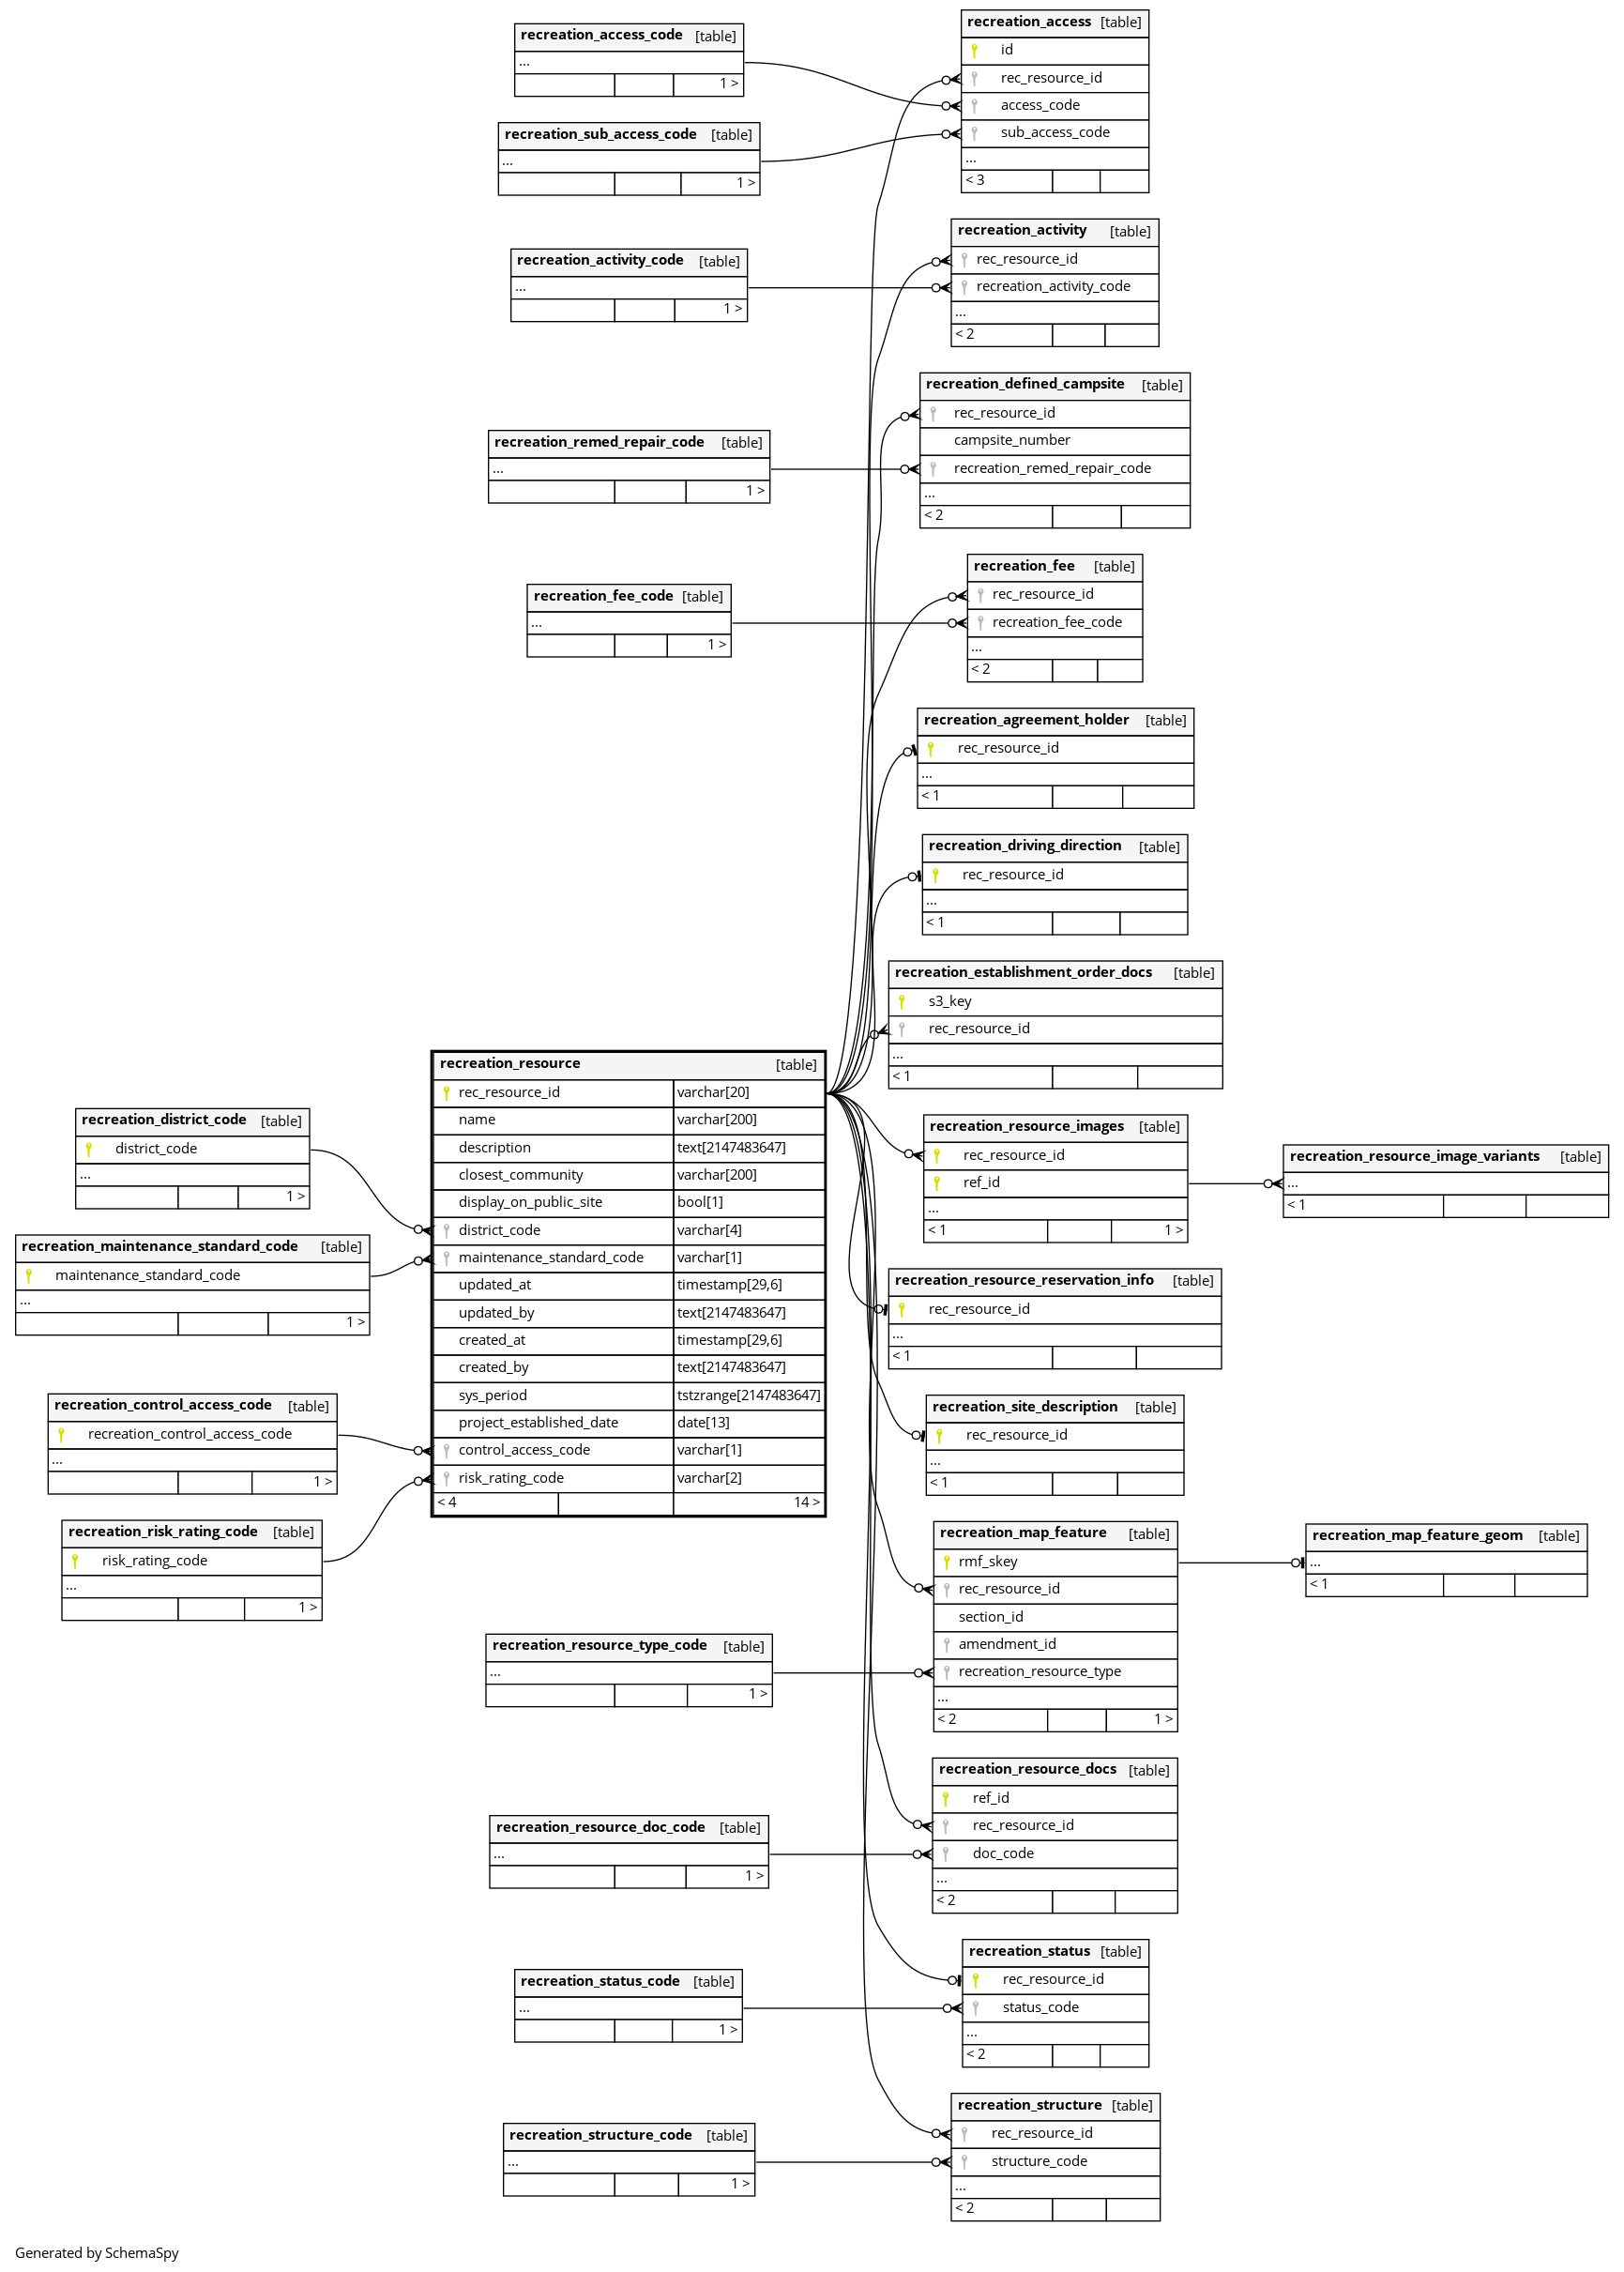 recreation_access_code [table]
...
1 >
recreation_sub_access_code [table]
...
1 >
recreation_activity_code [table]
...
1 >
recreation_remed_repair_code [table]
...
1 >
recreation_fee_code [table]
...
1 >
recreation_access [table]
id
rec_resource_id
access_code
sub_access_code
...
< 3
recreation_activity [table]
rec_resource_id
recreation_activity_code
...
< 2
recreation_defined_campsite [table]
rec_resource_id
campsite_number
recreation_remed_repair_code
...
< 2
recreation_fee [table]
rec_resource_id
recreation_fee_code
...
< 2
recreation_agreement_holder [table]
rec_resource_id
...
< 1
recreation_driving_direction [table]
rec_resource_id
...
< 1
recreation_establishment_order_docs [table]
s3_key
rec_resource_id
...
< 1
recreation_district_code [table]
district_code
...
1 >
recreation_maintenance_standard_code [table]
maintenance_standard_code
...
1 >
recreation_control_access_code [table]
recreation_control_access_code
...
1 >
recreation_risk_rating_code [table]
risk_rating_code
...
1 >
recreation_resource [table]
rec_resource_id varchar[20]
name varchar[200]
description text[2147483647]
closest_community varchar[200]
display_on_public_site bool[1]
district_code varchar[4]
maintenance_standard_code varchar[1]
updated_at timestamp[29,6]
updated_by text[2147483647]
created_at timestamp[29,6]
created_by text[2147483647]
sys_period tstzrange[2147483647]
project_established_date date[13]
control_access_code varchar[1]
risk_rating_code varchar[2]
< 4 14 >
recreation_resource_images [table]
rec_resource_id
ref_id
...
< 1 1 >
recreation_resource_image_variants [table]
...
< 1
recreation_resource_reservation_info [table]
rec_resource_id
...
< 1
recreation_site_description [table]
rec_resource_id
...
< 1
recreation_map_feature [table]
rmf_skey
rec_resource_id
section_id
amendment_id
recreation_resource_type
...
< 2 1 >
recreation_map_feature_geom [table]
...
< 1
recreation_resource_type_code [table]
...
1 >
recreation_resource_docs [table]
ref_id
rec_resource_id
doc_code
...
< 2
recreation_resource_doc_code [table]
...
1 >
recreation_status [table]
rec_resource_id
status_code
...
< 2
recreation_status_code [table]
...
1 >
recreation_structure [table]
rec_resource_id
structure_code
...
< 2
recreation_structure_code [table]
...
1 >
Generated by SchemaSpy